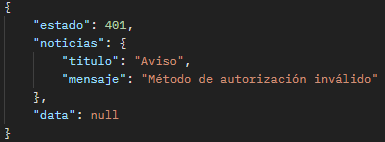 {
"estado": 401,
"noticias": {
"titulo": "Aviso",
"mensaje": "Método de autorización inválido"
},
"data": null
}